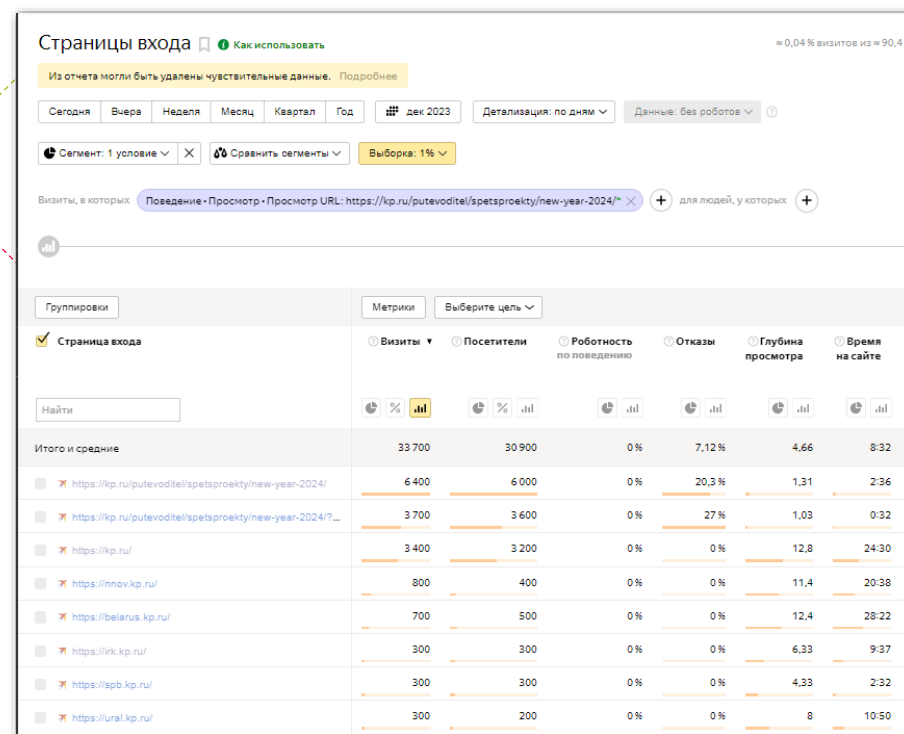 Страницы входа Как использовать ≈ 0,04 % визитов из ≈ 90,4
Из отчета могли быть удалены чувствительные данные. Подробнее
Сегодня Вчера Неделя Месяц Квартал Год дек 2023 Детализация: по дням Данные: без роботов
Сегмент: 1 условие Сравнить сегменты Выборка: 1%
Визиты, в которых Поведение • Просмотр • Просмотр URL: https://kp.ru/putevoditel/spetsproekty/new-year-2024/* для людей, у которых
Группировки Метрики Выберите цель
Страница входа Визиты ▼ Посетители Роботность по поведению Отказы Глубина просмотра Время на сайте
Найти %  %
Итого и средние 33 700 30 900 0 % 7,12 % 4,66 8:32
https://kp.ru/putevoditel/spetsproekty/new-year-2024/ 6 400 6 000 0 % 20,3 % 1,31 2:36
https://kp.ru/putevoditel/spetsproekty/new-year-2024/?... 3 700 3 600 0 % 27 % 1,03 0:32
https://kp.ru/ 3 400 3 200 0 % 0 % 12,8 24:30
https://nnov.kp.ru/ 800 400 0 % 0 % 11,4 20:38
https://belarus.kp.ru/ 700 500 0 % 0 % 12,4 28:22
https://irk.kp.ru/ 300 300 0 % 0 % 6,33 9:37
https://spb.kp.ru/ 300 300 0 % 0 % 4,33 2:32
https://ural.kp.ru/ 300 200 0 % 0 % 8 10:50